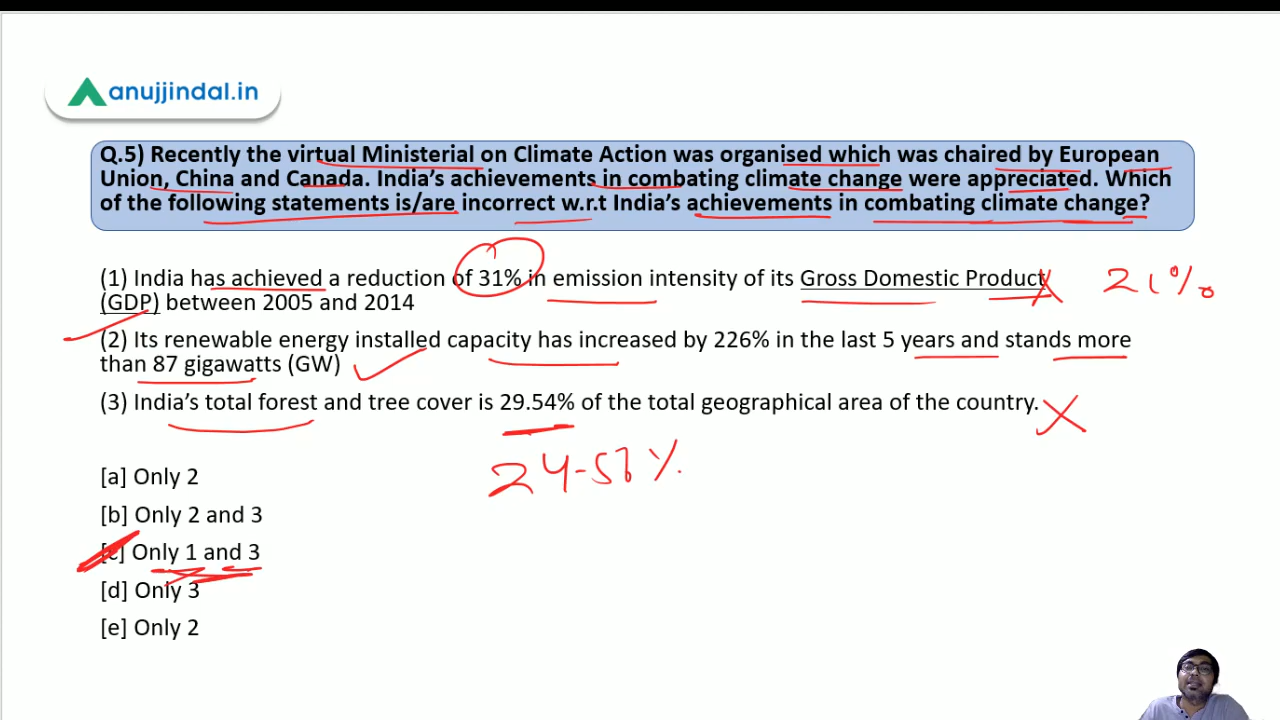 anujjindal.in
Q.5) Recently the virtual Ministerial on Climate Action was organised which was chaired by European
Union, China and Canada. India's achievements in combating climate change were appreciated. Which
of the following statements is/are incorrect w.r.t India's achievements in combating climate change?
(1) India has achieved a reduction of 31% in emission intensity of its Gross Domestic Product
21%
(GDP) between 2005 and 2014
(2) Its renewable energy installed capacity has increased by 226% in the last 5 years and stands more
than 87 gigawatts (GW)
(3) India's total forest and tree cover is 29.54% of the total geographical area of the country.
[a] Only 2
[b] Only 2 and 3
[c] Only 1 and 3
[d] Only 3
[e] Only 2